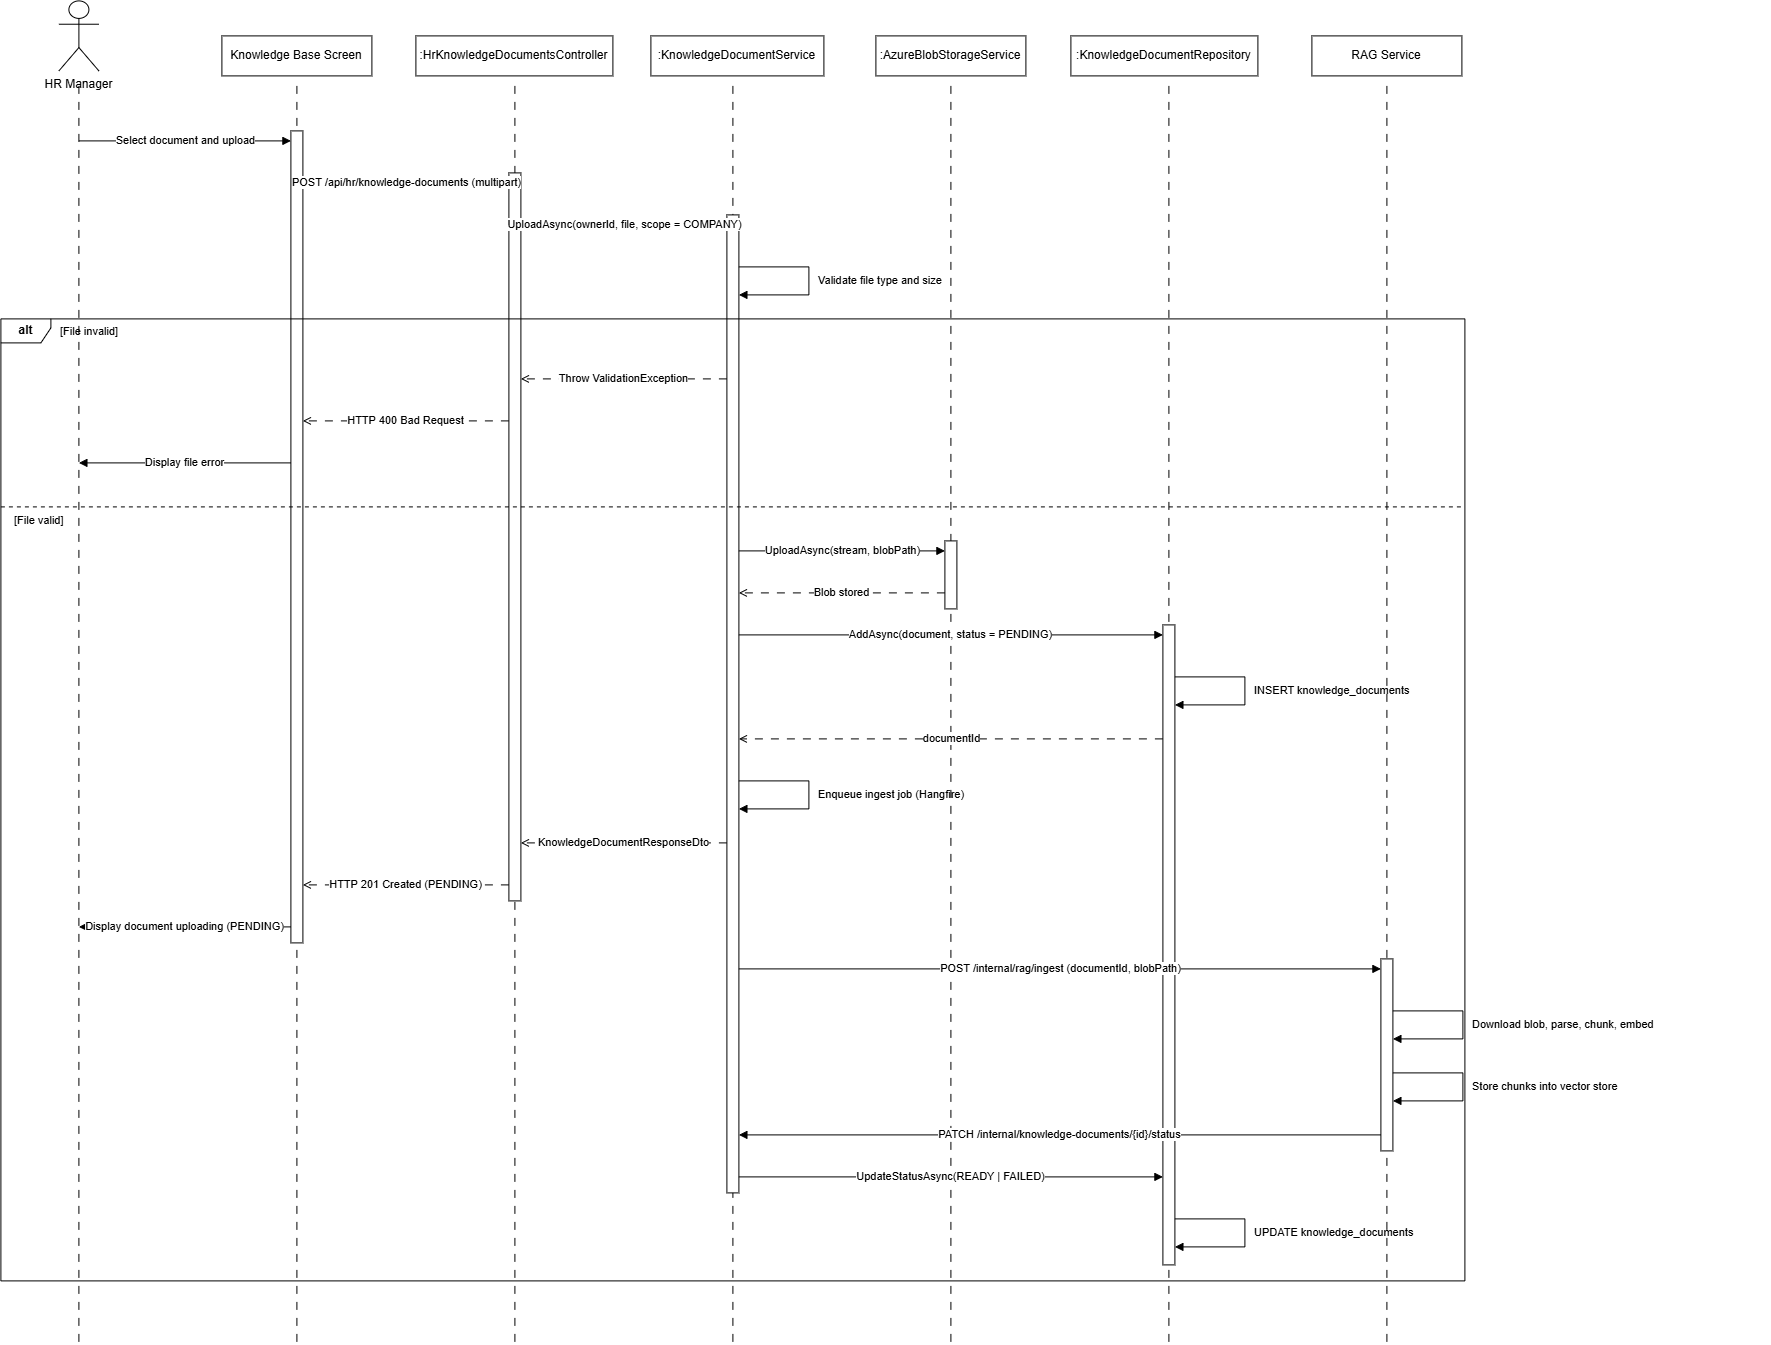 HR Manager
Knowledge Base Screen
:HrKnowledgeDocumentsController
:KnowledgeDocumentService
:AzureBlobStorageService
:KnowledgeDocumentRepository
RAG Service
Select document and upload
POST /api/hr/knowledge-documents (multipart)
UploadAsync(ownerId, file, scope = COMPANY)
Validate file type and size
alt
[File invalid]
Throw ValidationException
HTTP 400 Bad Request
Display file error
[File valid]
UploadAsync(stream, blobPath)
Blob stored
AddAsync(document, status = PENDING)
INSERT knowledge_documents
documentId
Enqueue ingest job (Hangfire)
KnowledgeDocumentResponseDto
HTTP 201 Created (PENDING)
Display document uploading (PENDING)
POST /internal/rag/ingest (documentId, blobPath)
Download blob, parse, chunk, embed
Store chunks into vector store
PATCH /internal/knowledge-documents/{id}/status
UpdateStatusAsync(READY | FAILED)
UPDATE knowledge_documents